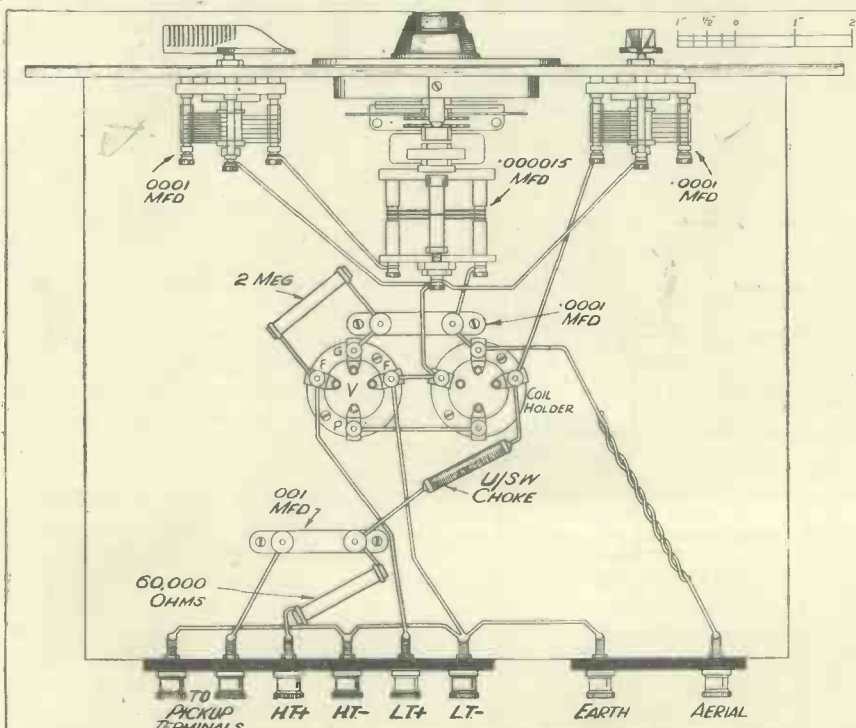 1" ½" 0 1" 2
.0001
MFD
.000015
MFD
.0001
MFD
2 MEG
.0001
MFD
G
F
F
V
P
COIL
HOLDER
U/SW
CHOKE
.001
MFD
60,000
OHMS
TO
PICKUP
TERMINALS
HT+ HT- LT+ LT- EARTH AERIAL